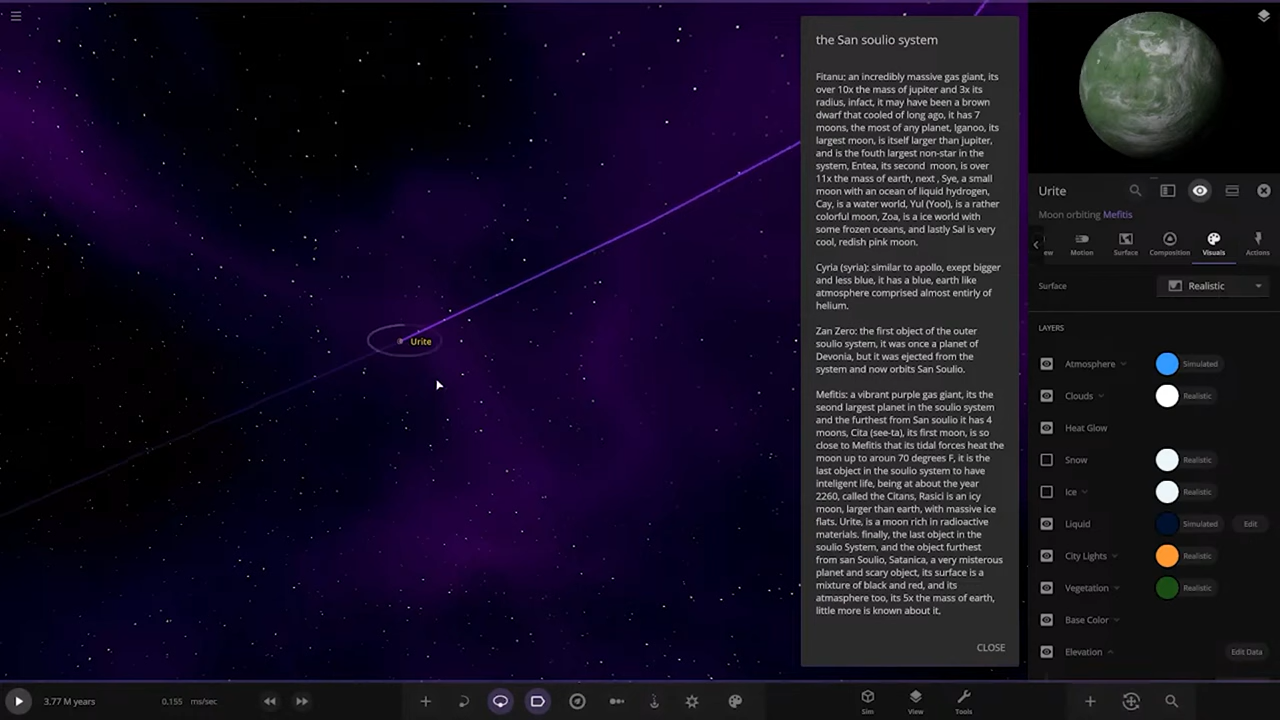 the San soulio system
Fitanu; an incredibly massive gas giant, its
over 10x the mass of jupiter and 3x its
radius, infact, it may have been a brown
dwarf that cooled of long ago, it has 7
moons, the most of any planet, Iganoo, its
largest moon, is itself larger than jupiter,
and is the fouth largest non-star in the
system, Entea, its second moon, is over
11x the mass of earth, next , Sye, a small
moon with an ocean of liquid hydrogen,
Cay, is a water world, Yul (Yool), is a rather
colorful moon, Zoa, is a ice world with
some frozen oceans, and lastly Sal is very
cool, redish pink moon.
Cyria (syria): similar to apollo, exept bigger
and less blue, it has a blue, earth like
atmosphere comprised almost entirly of
helium.
Zan Zero: the first object of the outer
soulio system, it was once a planet of
Devonia, but it was ejected from the
system and now orbits San Soulio.
Mefitis: a vibrant purple gas giant, its the
seond largest planet in the soulio system
and the furthest from San soulio it has 4
moons, Cita (see-ta), its first moon, is so
close to Mefitis that its tidal forces heat the
moon up to aroun 70 degrees F, it is the
last object in the soulio system to have
inteligent life, being at about the year
2260, called the Citans, Rasici is an icy
moon, larger than earth, with massive ice
flats. Urite, is a moon rich in radioactive
materials. finally, the last object in the
soulio System, and the object furthest
from san Soulio, Satanica, a very misterous
planet and scary object, its surface is a
mixture of black and red, and its
atmasphere too, its 5x the mass of earth,
little more is known about it.
CLOSE
Urite
Urite
Moon orbiting Mefitis
ew Motion Surface Composition Visuals Actions
Surface Realistic
LAYERS
Atmosphere Simulated
Clouds Realistic
Heat Glow
Snow Realistic
Ice Realistic
Liquid Simulated Edit
City Lights Realistic
Vegetation Realistic
Base Color
Elevation Edit Data
3.77 M years 0.155 ms/sec
Sim View Tools